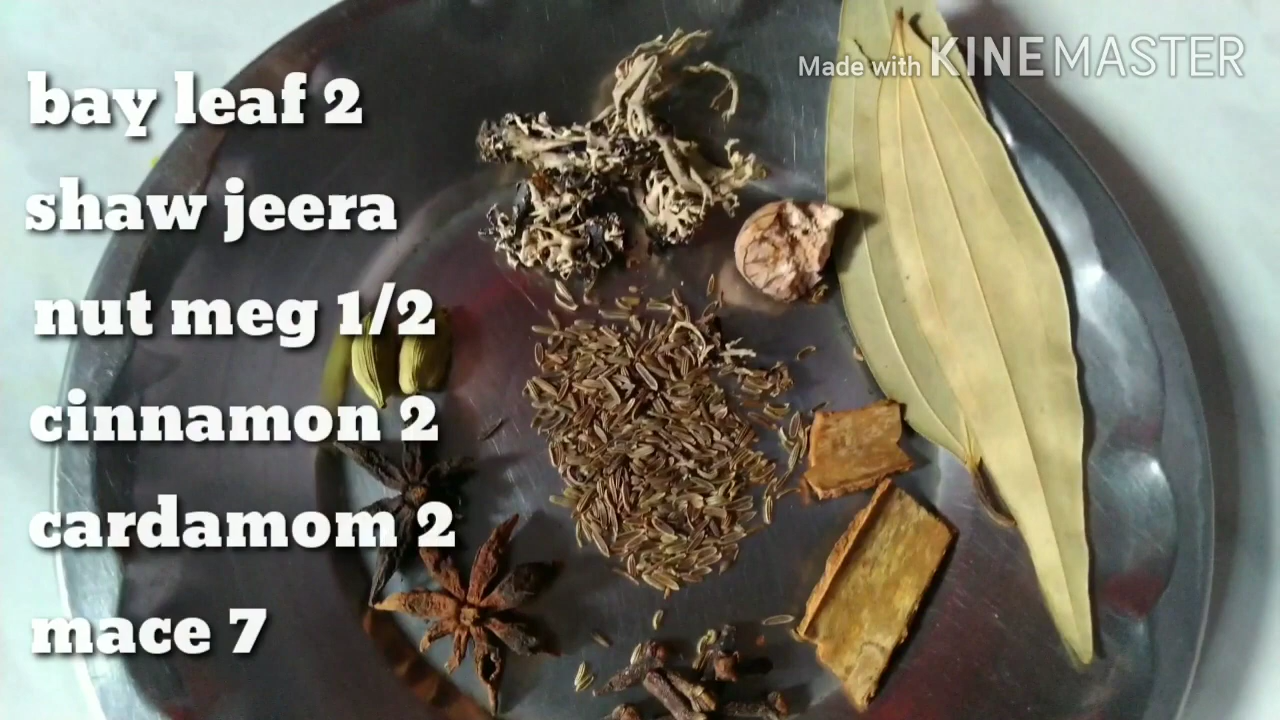 Made with KINEMASTER
bay leaf 2
shaw jeera
nut meg 1/2
cinnamon 2
cardamom 2
mace 7